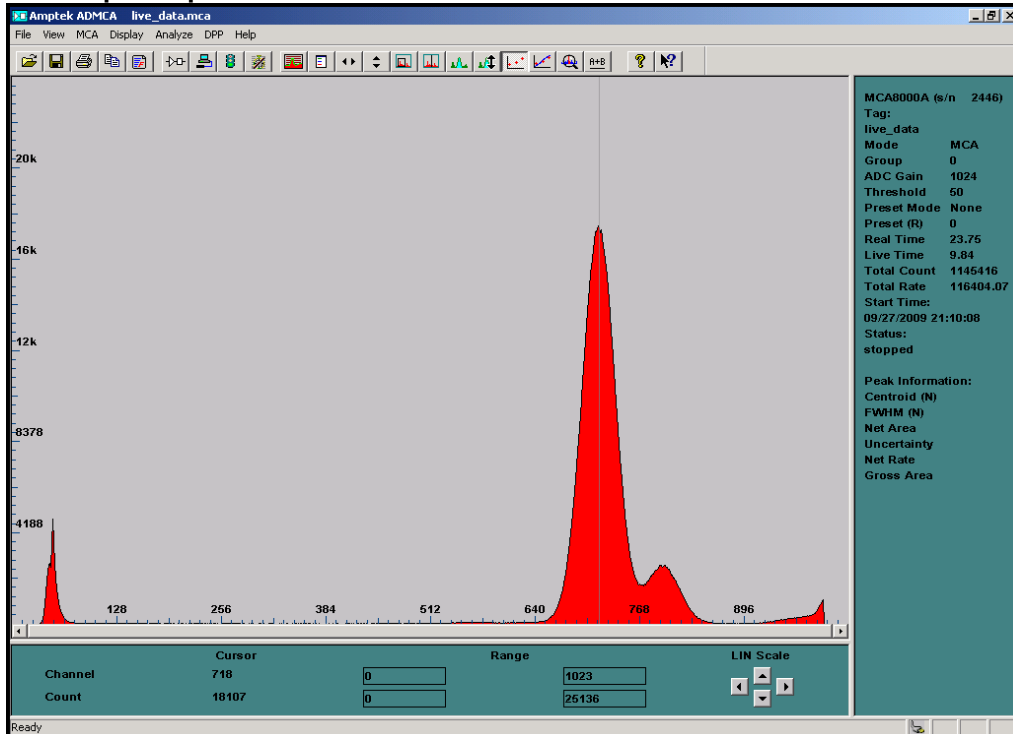 Amptek ADMCA live_data.mca
File View MCA Display Analyze DPP Help
A+B
20k
16k
12k
8378
4188
128 256 384 512 640 768 896
MCA8000A (s/n 2446)
Tag:
live_data
Mode MCA
Group 0
ADC Gain 1024
Threshold 50
Preset Mode None
Preset (R) 0
Real Time 23.75
Live Time 9.84
Total Count 1145416
Total Rate 116404.07
Start Time:
09/27/2009 21:10:08
Status:
stopped
Peak Information:
Centroid (N)
FWHM (N)
Net Area
Uncertainty
Net Rate
Gross Area
Cursor Range LIN Scale
Channel 718 0 1023
Count 18107 0 25136
Ready